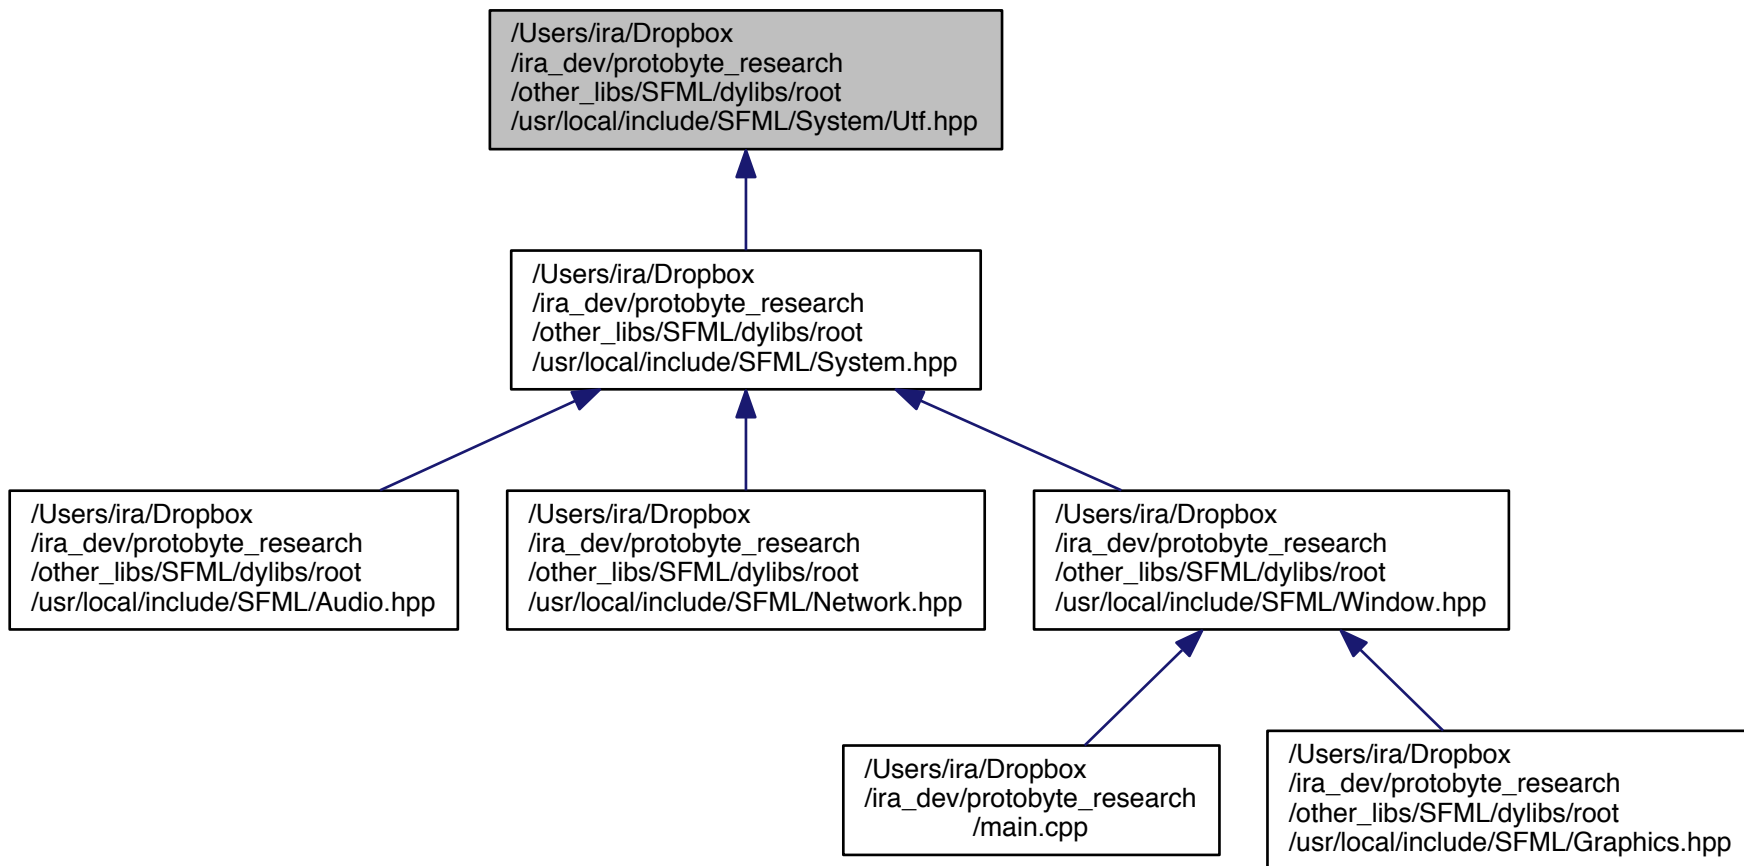 /Users/ira/Dropbox
/ira_dev/protobyte_research
/other_libs/SFML/dylibs/root
/usr/local/include/SFML/System/Utf.hpp
/Users/ira/Dropbox
/ira_dev/protobyte_research
/other_libs/SFML/dylibs/root
/usr/local/include/SFML/System.hpp
/Users/ira/Dropbox
/ira_dev/protobyte_research
/other_libs/SFML/dylibs/root
/usr/local/include/SFML/Audio.hpp
/Users/ira/Dropbox
/ira_dev/protobyte_research
/other_libs/SFML/dylibs/root
/usr/local/include/SFML/Network.hpp
/Users/ira/Dropbox
/ira_dev/protobyte_research
/other_libs/SFML/dylibs/root
/usr/local/include/SFML/Window.hpp
/Users/ira/Dropbox
/ira_dev/protobyte_research
/main.cpp
/Users/ira/Dropbox
/ira_dev/protobyte_research
/other_libs/SFML/dylibs/root
/usr/local/include/SFML/Graphics.hpp